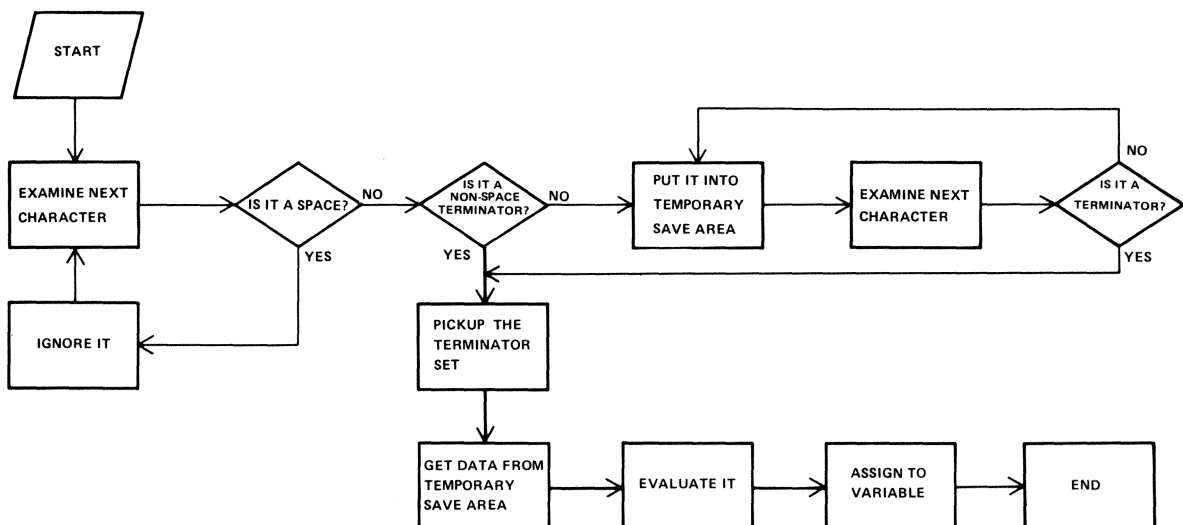 START
EXAMINE NEXT
CHARACTER
IS IT A SPACE?
NO
YES
IGNORE IT
IS IT A
NON-SPACE
TERMINATOR?
NO
YES
PUT IT INTO
TEMPORARY
SAVE AREA
EXAMINE NEXT
CHARACTER
IS IT A
TERMINATOR?
NO
YES
PICKUP THE
TERMINATOR
SET
GET DATA FROM
TEMPORARY
SAVE AREA
EVALUATE IT
ASSIGN TO
VARIABLE
END